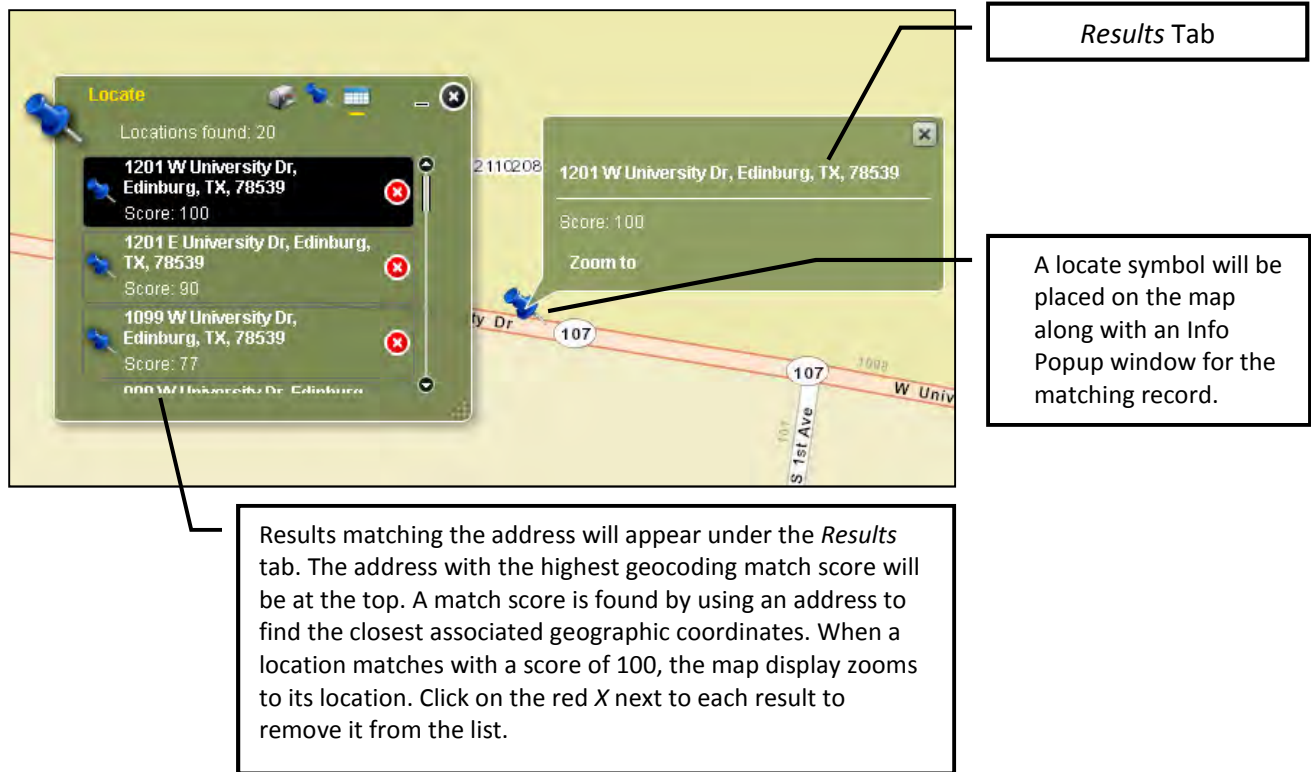 Results Tab
Locate
Locations found: 20
1201 W University Dr,
Edinburg, TX, 78539
Score: 100
1201 E University Dr, Edinburg,
TX, 78539
Score: 90
1099 W University Dr,
Edinburg, TX, 78539
Score: 77
W University Dr, Edinburg
2110208
1201 W University Dr, Edinburg, TX, 78539
Score: 100
Zoom to
ty Dr
107
107
W Univ
101
S 1st Ave
A locate symbol will be
placed on the map
along with an Info
Popup window for the
matching record.
Results matching the address will appear under the Results
tab. The address with the highest geocoding match score will
be at the top. A match score is found by using an address to
find the closest associated geographic coordinates. When a
location matches with a score of 100, the map display zooms
to its location. Click on the red X next to each result to
remove it from the list.